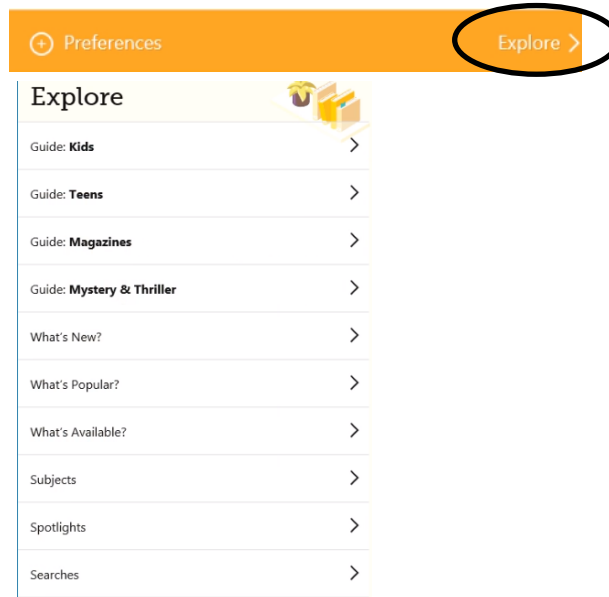 Preferences Explore
Explore
Guide: Kids
Guide: Teens
Guide: Magazines
Guide: Mystery & Thriller
What's New?
What's Popular?
What's Available?
Subjects
Spotlights
Searches